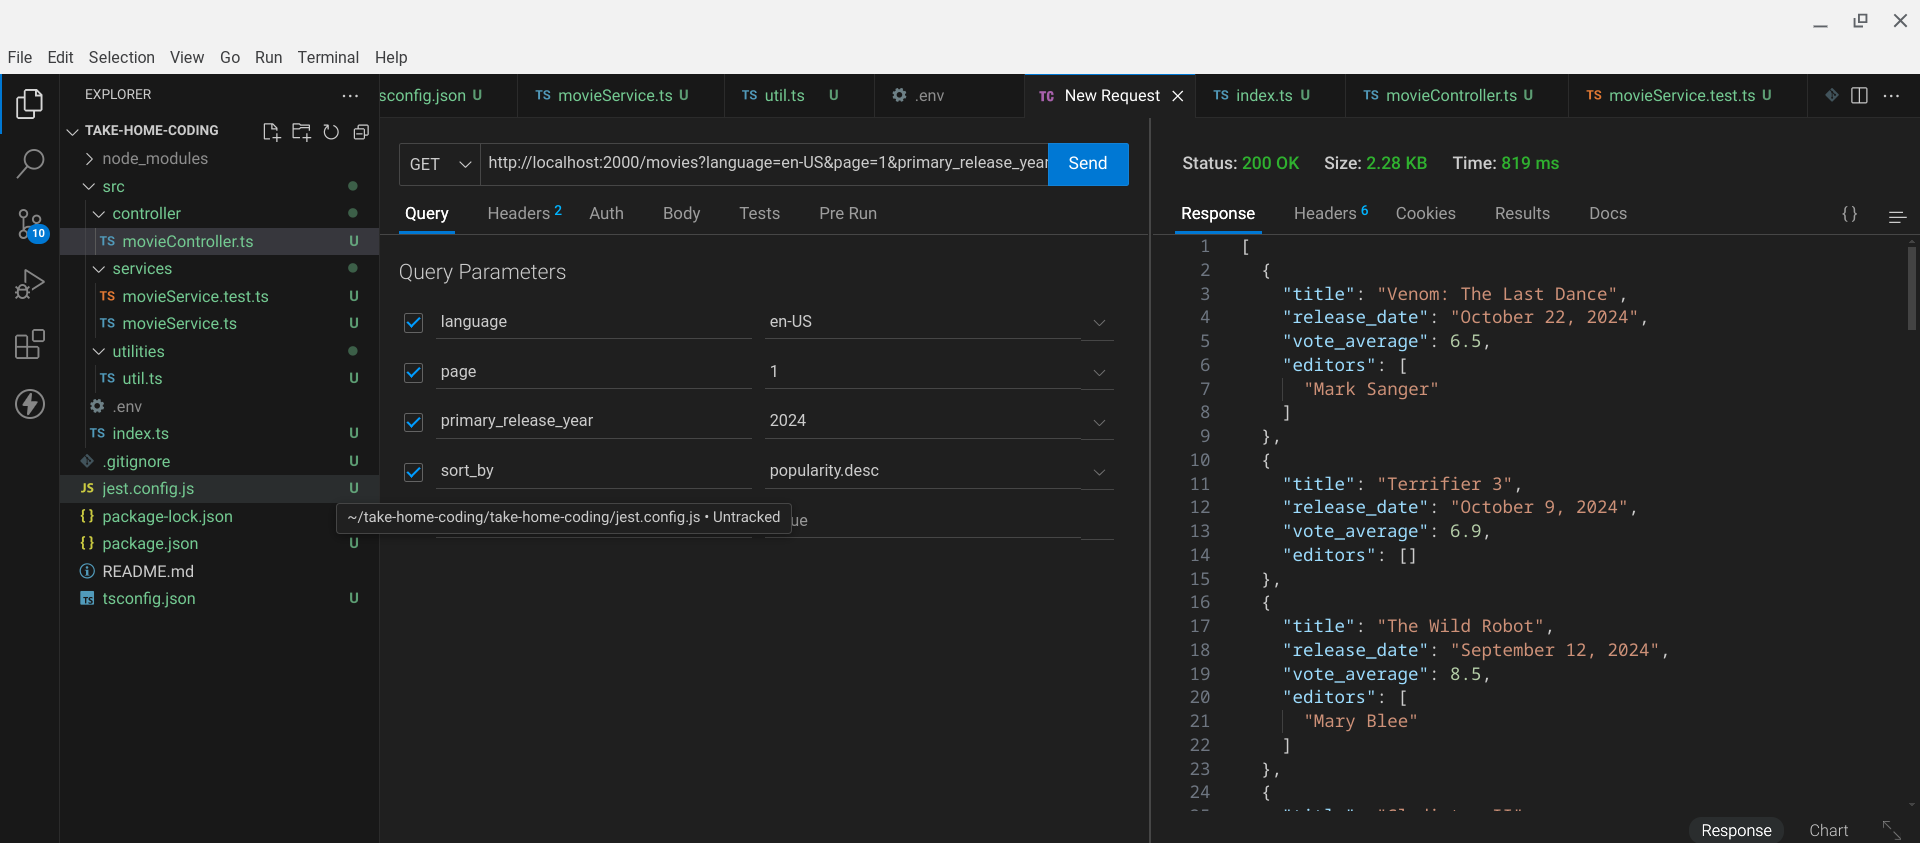 File Edit Selection View Go Run Terminal Help
EXPLORER
TAKE-HOME-CODING
node_modules
src
controller
TS movieController.ts U
services
TS movieService.test.ts U
TS movieService.ts U
utilities
TS util.ts U
.env
TS index.ts U
.gitignore U
JS jest.config.js U
{} package-lock.json
{} package.json U
README.md
TS tsconfig.json U
10
~/take-home-coding/take-home-coding/jest.config.js • Untracked
sconfig.json U
TS movieService.ts U
TS util.ts U
.env
TC New Request
TS index.ts U
TS movieController.ts U
TS movieService.test.ts U
GET http://localhost:2000/movies?language=en-US&page=1&primary_release_year Send
Query Headers 2 Auth Body Tests Pre Run
Query Parameters
language en-US
page 1
primary_release_year 2024
sort_by popularity.desc
ue
Status: 200 OK Size: 2.28 KB Time: 819 ms
Response Headers 6 Cookies Results Docs {}
1 [
2 {
3 "title": "Venom: The Last Dance",
4 "release_date": "October 22, 2024",
5 "vote_average": 6.5,
6 "editors": [
7 "Mark Sanger"
8 ]
9 },
10 {
11 "title": "Terrifier 3",
12 "release_date": "October 9, 2024",
13 "vote_average": 6.9,
14 "editors": []
15 },
16 {
17 "title": "The Wild Robot",
18 "release_date": "September 12, 2024",
19 "vote_average": 8.5,
20 "editors": [
21 "Mary Blee"
22 ]
23 },
24 {
Response Chart